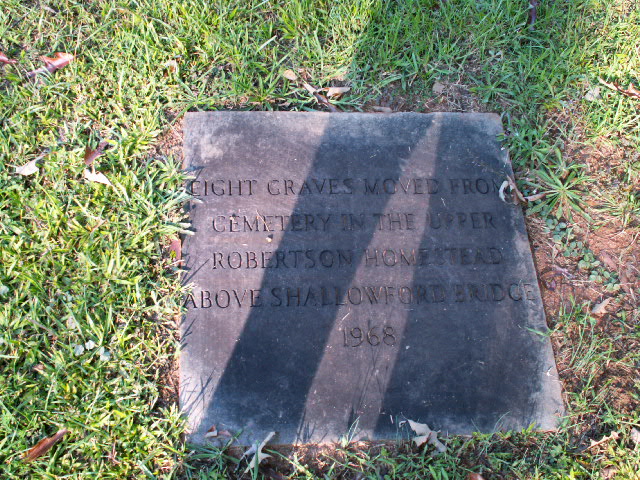 EIGHT GRAVES MOVED FROM
CEMETERY IN THE UPPER
ROBERTSON HOMESTEAD
ABOVE SHALLOWFORD BRIDGE
1968